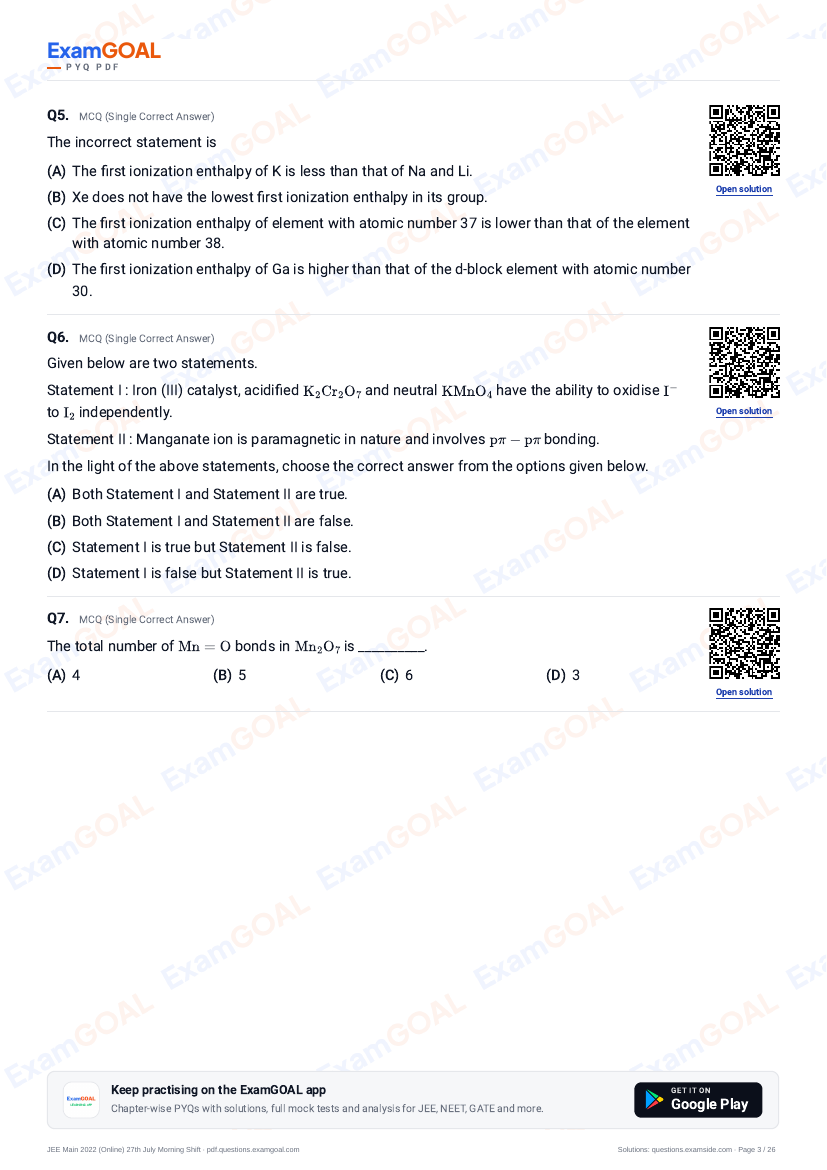 ExamGOAL
PYQ PDF
Q5. MCQ (Single Correct Answer)
The incorrect statement is
(A) The first ionization enthalpy of K is less than that of Na and Li.
(B) Xe does not have the lowest first ionization enthalpy in its group.
(C) The first ionization enthalpy of element with atomic number 37 is lower than that of the element
with atomic number 38.
(D) The first ionization enthalpy of Ga is higher than that of the d-block element with atomic number
30.
Open solution
Q6. MCQ (Single Correct Answer)
Given below are two statements.
Statement I : Iron (III) catalyst, acidified K₂Cr₂O₇ and neutral KMnO₄ have the ability to oxidise I⁻
to I₂ independently.
Statement II : Manganate ion is paramagnetic in nature and involves pπ − pπ bonding.
In the light of the above statements, choose the correct answer from the options given below.
(A) Both Statement I and Statement II are true.
(B) Both Statement I and Statement II are false.
(C) Statement I is true but Statement II is false.
(D) Statement I is false but Statement II is true.
Open solution
Q7. MCQ (Single Correct Answer)
The total number of Mn = O bonds in Mn₂O₇ is __________.
(A) 4 (B) 5 (C) 6 (D) 3
Open solution
ExamGOAL
Keep practising on the ExamGOAL app
Chapter-wise PYQs with solutions, full mock tests and analysis for JEE, NEET, GATE and more.
GET IT ON
Google Play
JEE Main 2022 (Online) 27th July Morning Shift · pdf.questions.examgoal.com
Solutions: questions.examside.com · Page 3 / 26